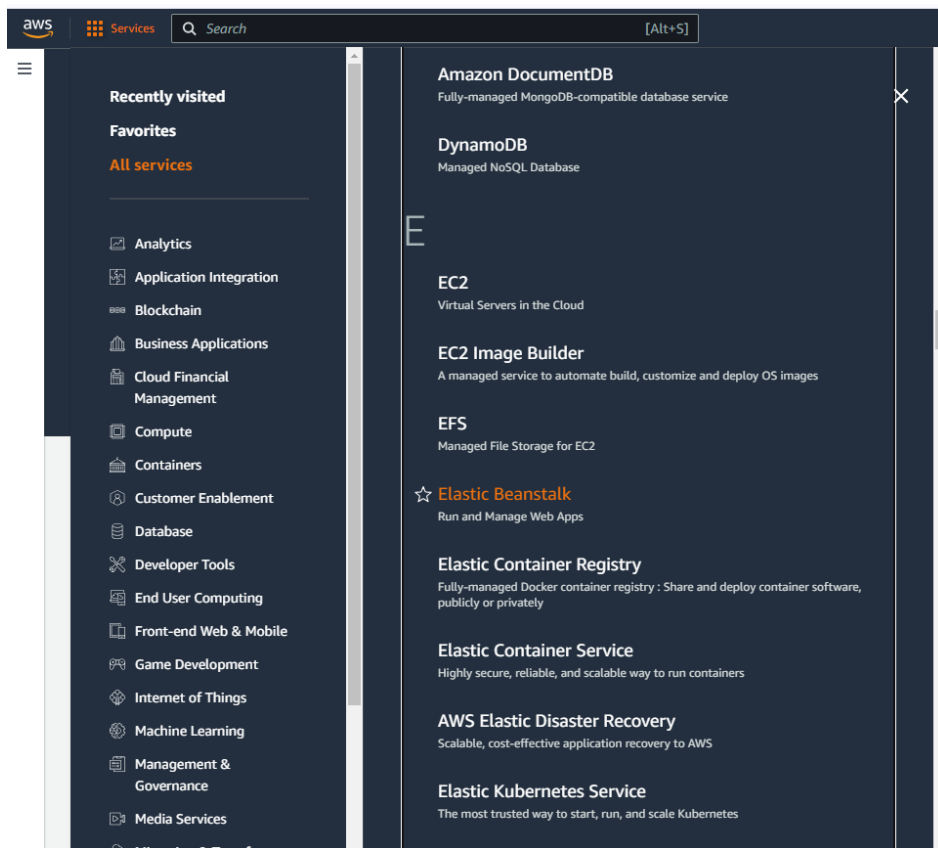 aws
Services
Search
[Alt+S]
Recently visited
Favorites
All services
Analytics
Application Integration
Blockchain
Business Applications
Cloud Financial
Management
Compute
Containers
Customer Enablement
Database
Developer Tools
End User Computing
Front-end Web & Mobile
Game Development
Internet of Things
Machine Learning
Management &
Governance
Media Services
Amazon DocumentDB
Fully-managed MongoDB-compatible database service
DynamoDB
Managed NoSQL Database
E
EC2
Virtual Servers in the Cloud
EC2 Image Builder
A managed service to automate build, customize and deploy OS images
EFS
Managed File Storage for EC2
Elastic Beanstalk
Run and Manage Web Apps
Elastic Container Registry
Fully-managed Docker container registry : Share and deploy container software,
publicly or privately
Elastic Container Service
Highly secure, reliable, and scalable way to run containers
AWS Elastic Disaster Recovery
Scalable, cost-effective application recovery to AWS
Elastic Kubernetes Service
The most trusted way to start, run, and scale Kubernetes